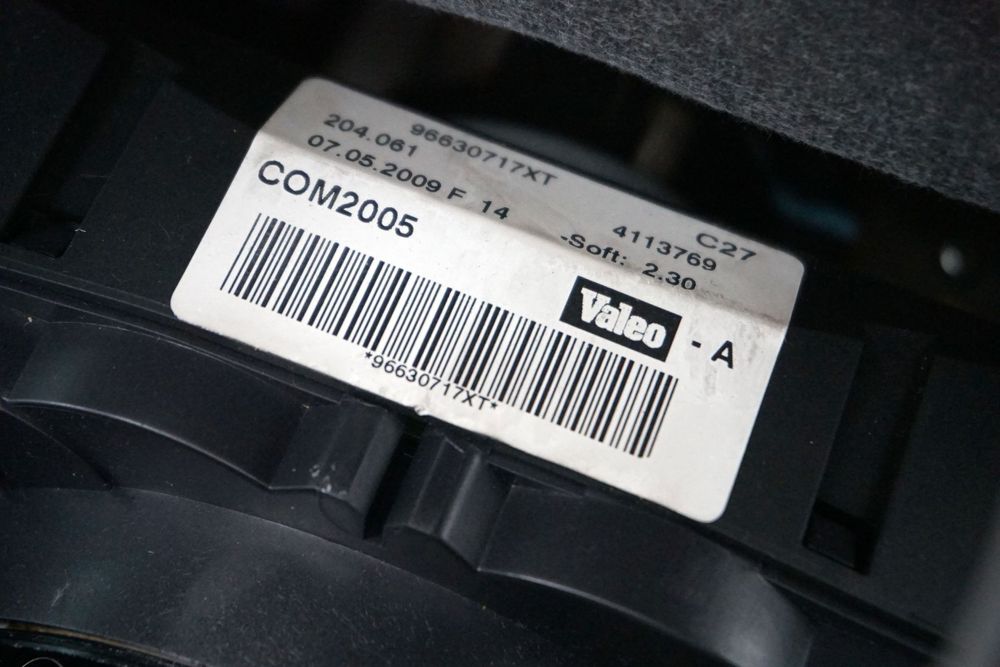 204.061 96630717XT C27
07.05.2009 F 14 4113769
COM2005 -Soft: 2.30
Valeo - A
*96630717XT*